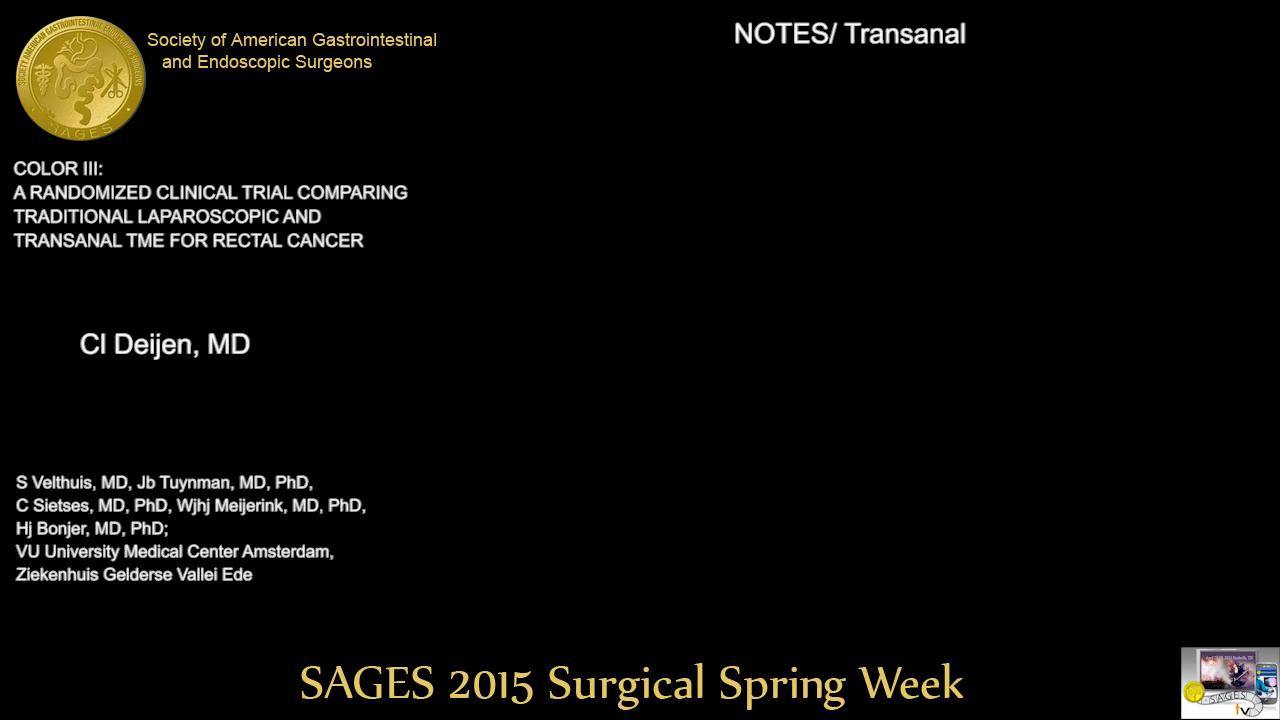 Society of American Gastrointestinal
and Endoscopic Surgeons
NOTES/ Transanal
SAGES
COLOR III:
A RANDOMIZED CLINICAL TRIAL COMPARING
TRADITIONAL LAPAROSCOPIC AND
TRANSANAL TME FOR RECTAL CANCER
Cl Deijen, MD
S Velthuis, MD, Jb Tuynman, MD, PhD,
C Sietses, MD, PhD, Wjhj Meijerink, MD, PhD,
Hj Bonjer, MD, PhD;
VU University Medical Center Amsterdam,
Ziekenhuis Gelderse Vallei Ede
SAGES 2015 Surgical Spring Week
SAGES
tv